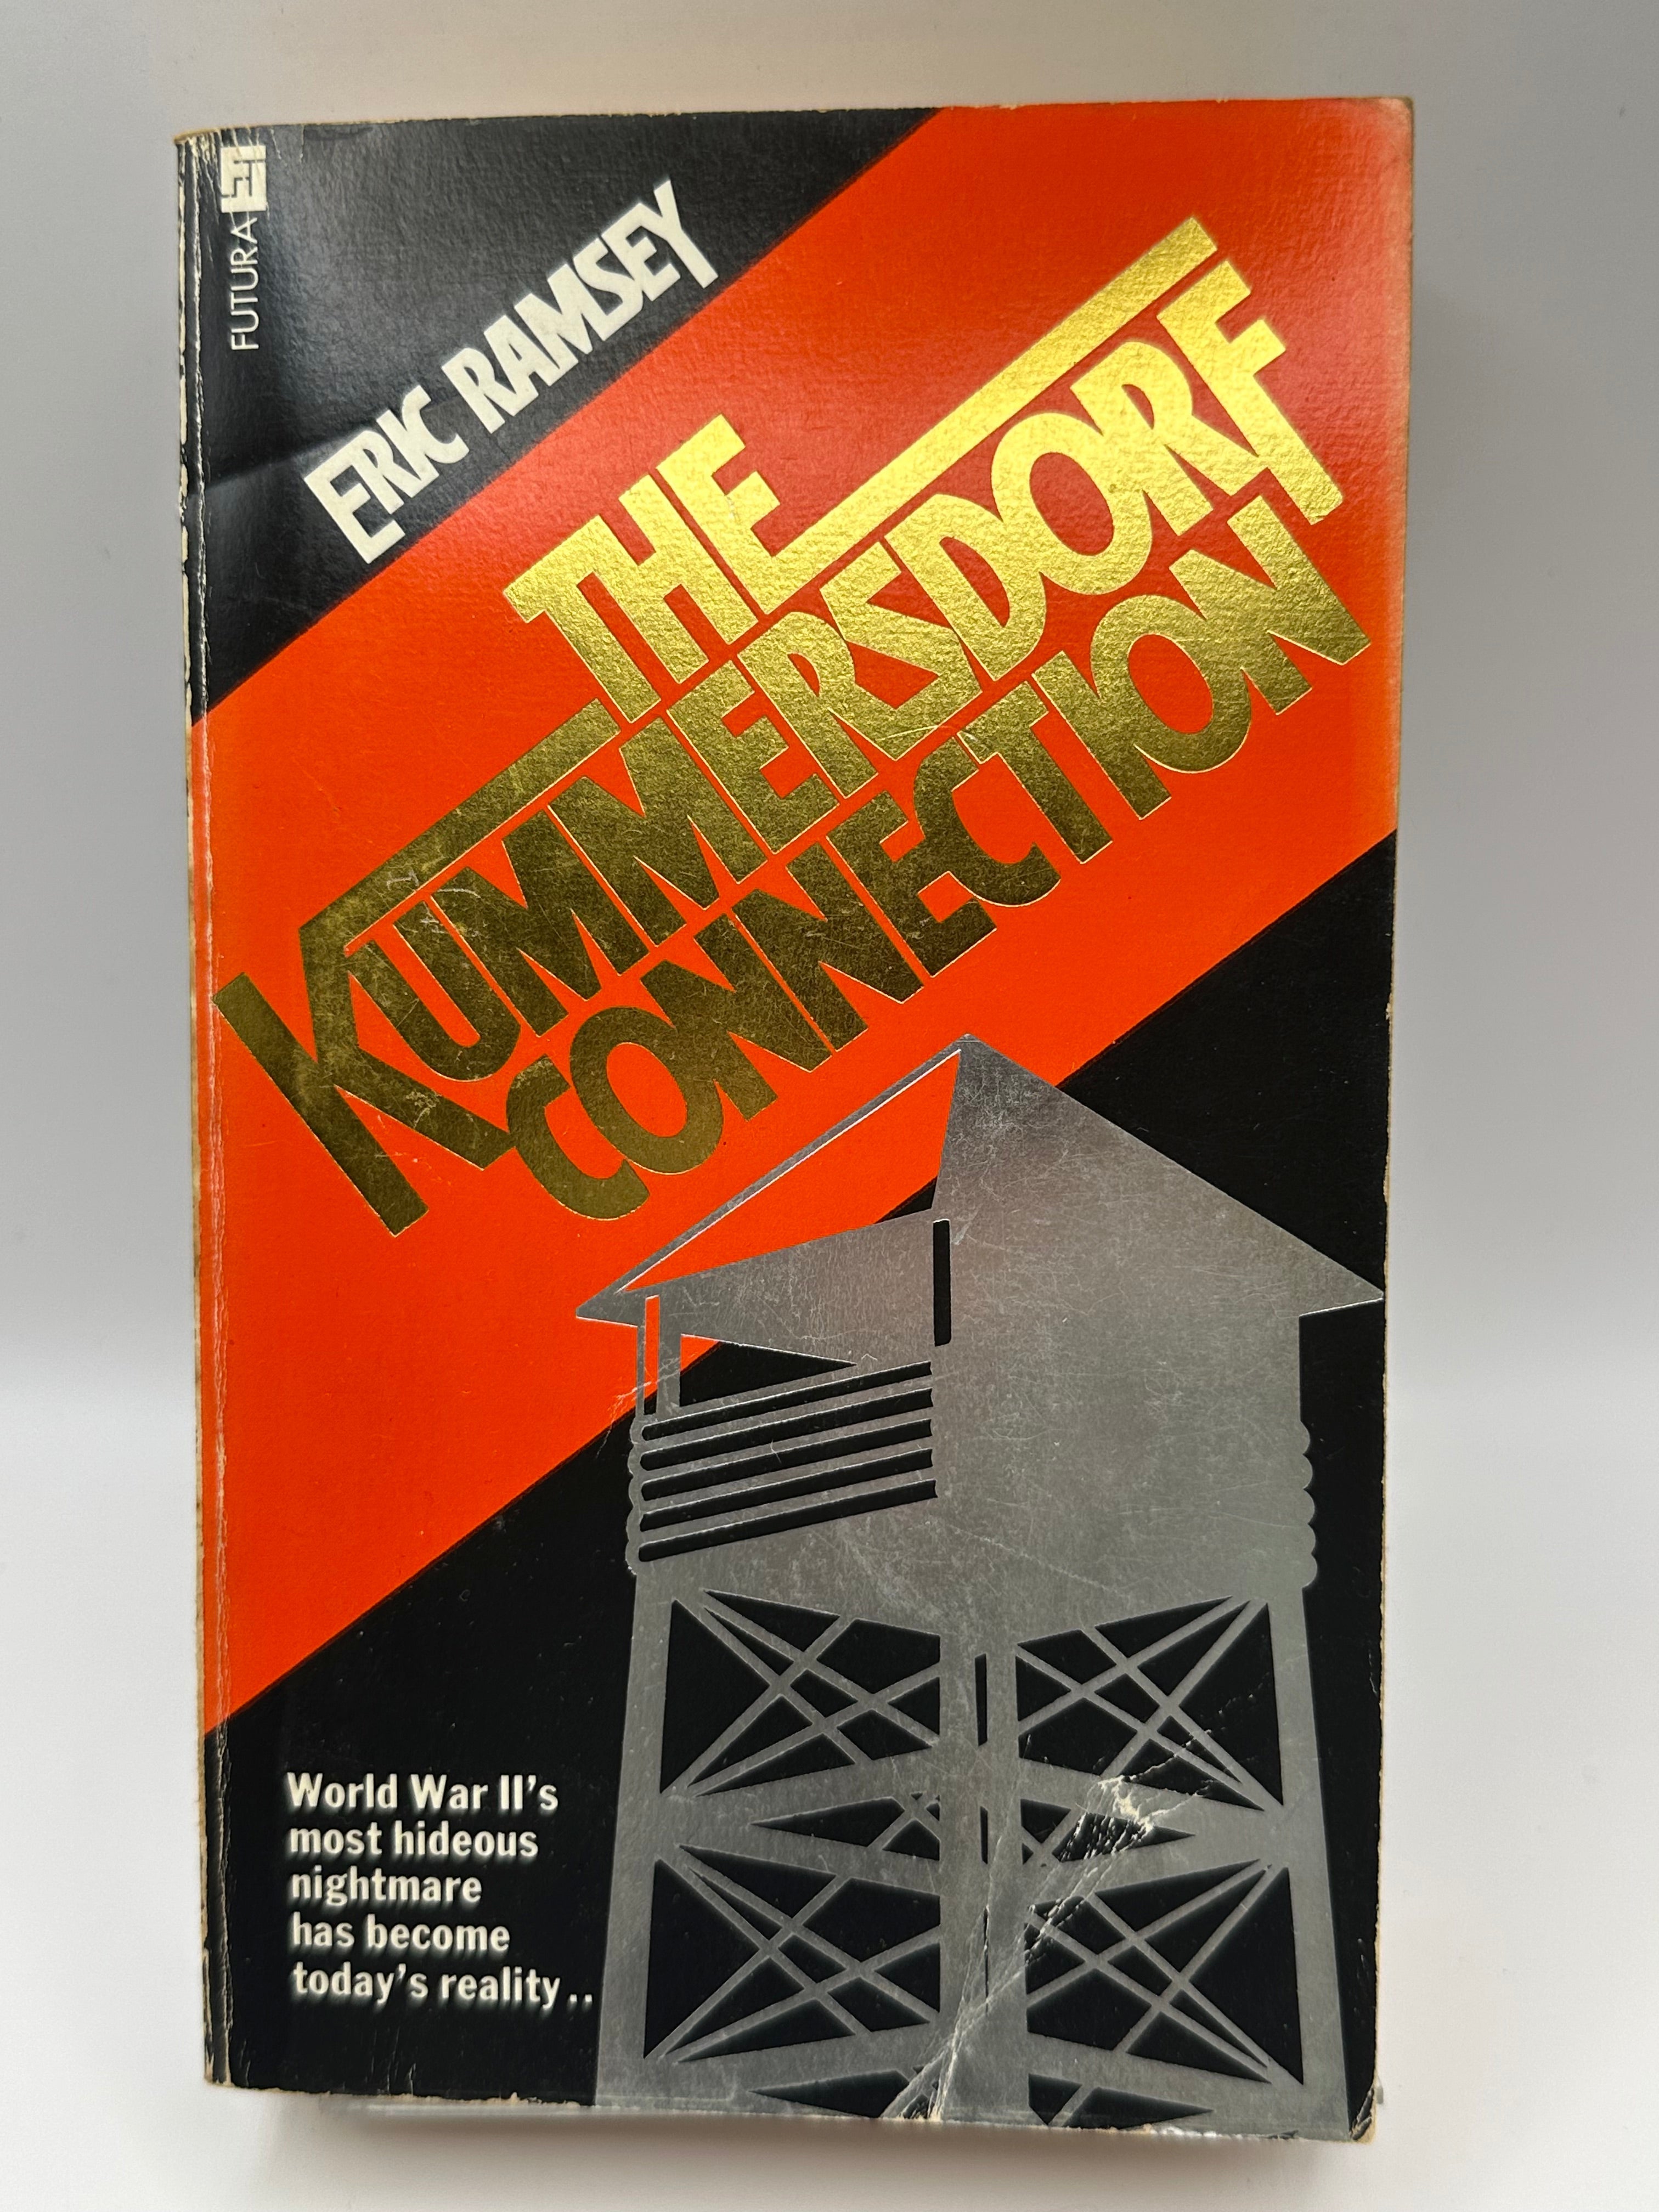 FUTURA
ERIC RAMSEY
THE
KUMMERSDORF
CONNECTION
World War II's
most hideous
nightmare
has become
today's reality..